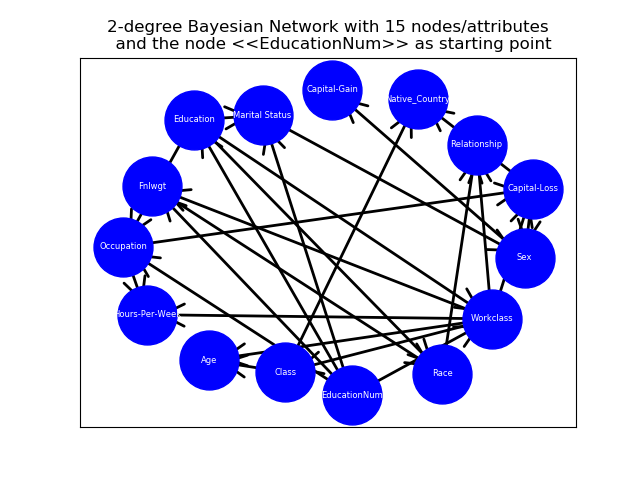 2-degree Bayesian Network with 15 nodes/attributes
and the node <<EducationNum>> as starting point
Capital-Gain
Native_Country
Marital Status
Education
Relationship
Fnlwgt
Capital-Loss
Occupation
Sex
Hours-Per-Week
Workclass
Age
Class
Race
EducationNum